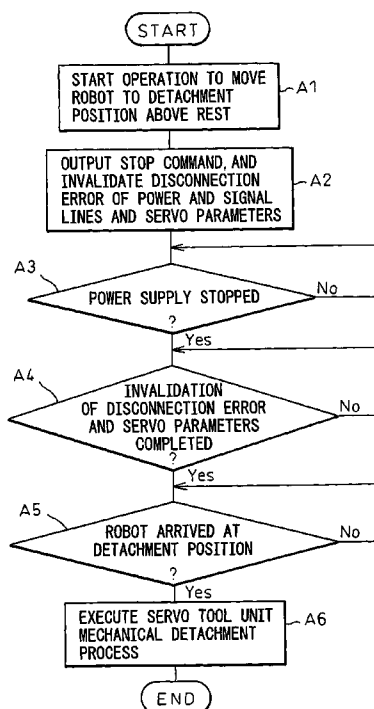 START
START OPERATION TO MOVE
ROBOT TO DETACHMENT
POSITION ABOVE REST
A1
OUTPUT STOP COMMAND, AND
INVALIDATE DISCONNECTION
ERROR OF POWER AND SIGNAL
LINES AND SERVO PARAMETERS
A2
A3
POWER SUPPLY STOPPED
?
No
Yes
A4
INVALIDATION
OF DISCONNECTION ERROR
AND SERVO PARAMETERS
COMPLETED
?
No
Yes
A5
ROBOT ARRIVED AT
DETACHMENT POSITION
?
No
Yes
EXECUTE SERVO TOOL UNIT
MECHANICAL DETACHMENT
PROCESS
A6
END